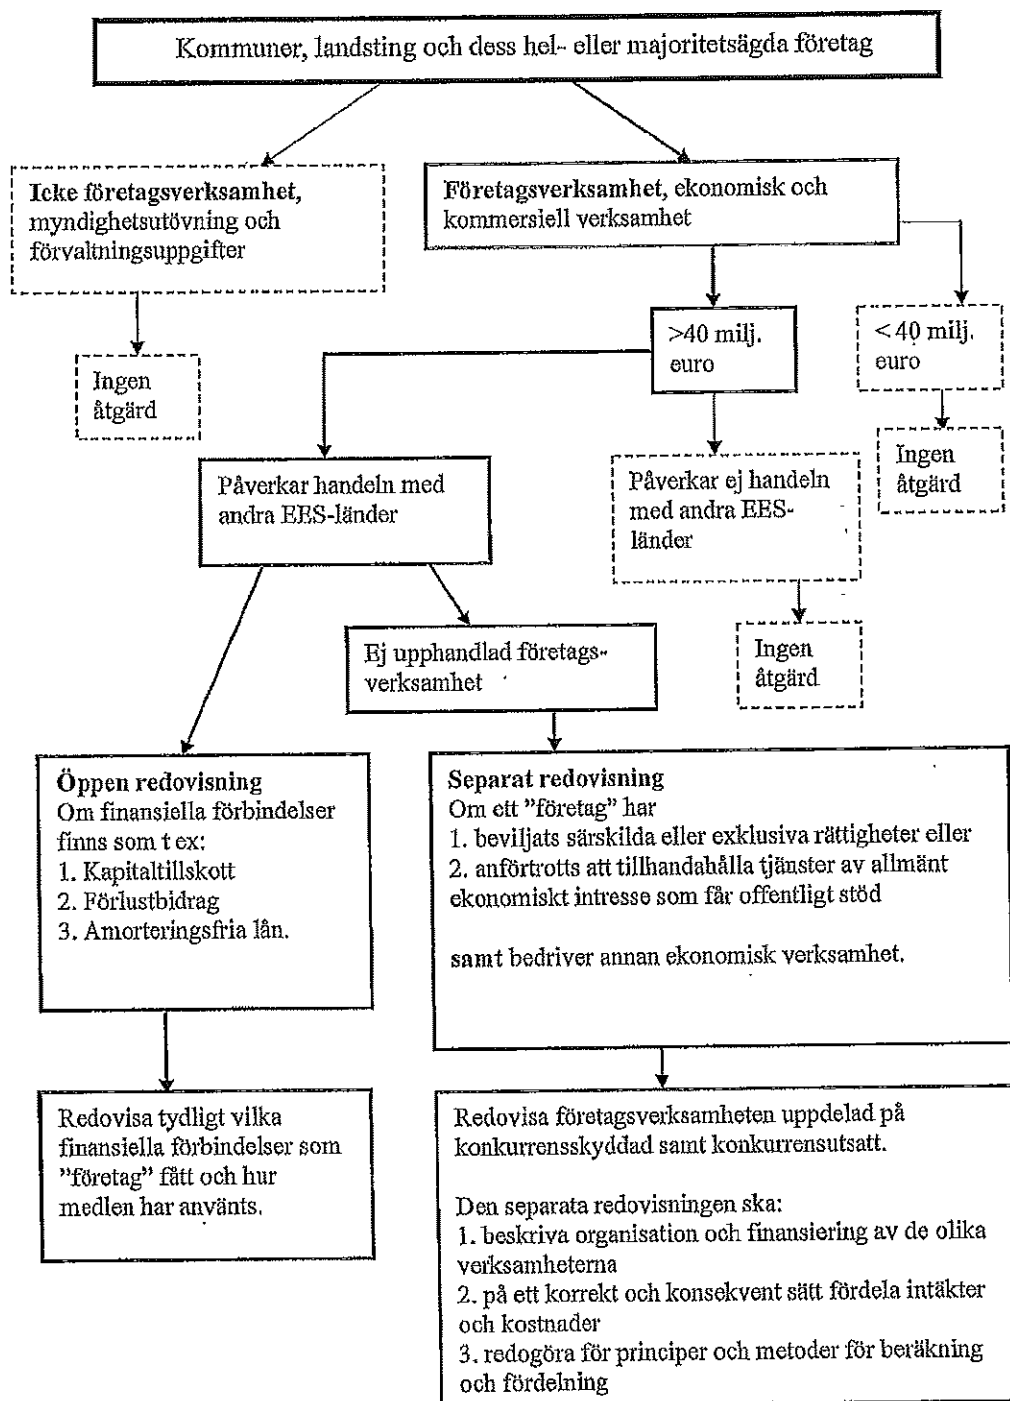 Kommuner, landsting och dess hel- eller majoritetsägda företag
Icke företagsverksamhet,
myndighetsutövning och
förvaltningsuppgifter
Företagsverksamhet, ekonomisk och
kommersiell verksamhet
>40 milj.
euro
<40 milj.
euro
Ingen
åtgärd
Ingen
åtgärd
Påverkar handeln med
andra EES-länder
Påverkar ej handeln
med andra EES-
länder
Ej upphandlad företags-
verksamhet
Ingen
åtgärd
Öppen redovisning
Om finansiella förbindelser
finns som t ex:
1. Kapitaltillskott
2. Förlustbidrag
3. Amorteringsfria lån.
Separat redovisning
Om ett ”företag” har
1. beviljats särskilda eller exklusiva rättigheter eller
2. anförtrotts att tillhandahålla tjänster av allmänt
ekonomiskt intresse som får offentligt stöd
samt bedriver annan ekonomisk verksamhet.
Redovisa tydligt vilka
finansiella förbindelser som
”företag” fått och hur
medlen har använts.
Redovisa företagsverksamheten uppdelad på
konkurrensskyddad samt konkurrensutsatt.
Den separata redovisningen ska:
1. beskriva organisation och finansiering av de olika
verksamheterna
2. på ett korrekt och konsekvent sätt fördela intäkter
och kostnader
3. redogöra för principer och metoder för beräkning
och fördelning